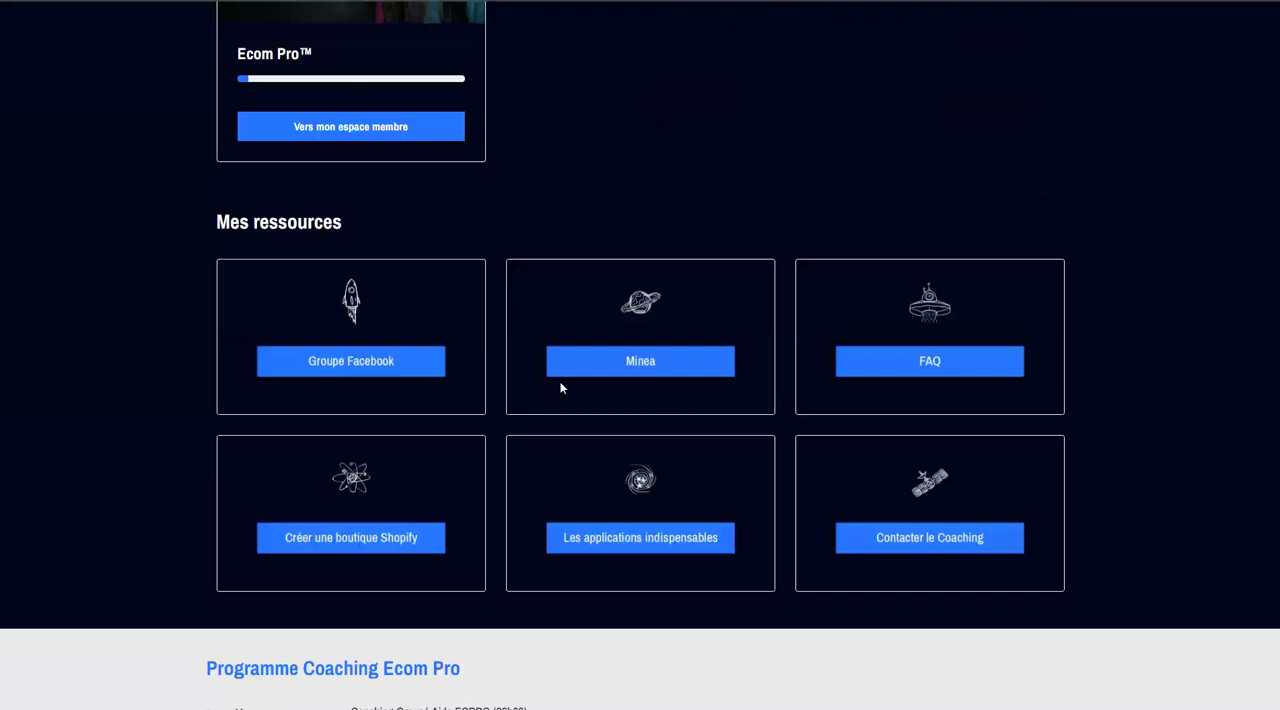 Ecom Pro™
Vers mon espace membre
Mes ressources
Groupe Facebook
Minea
FAQ
Créer une boutique Shopify
Les applications indispensables
Contacter le Coaching
Programme Coaching Ecom Pro